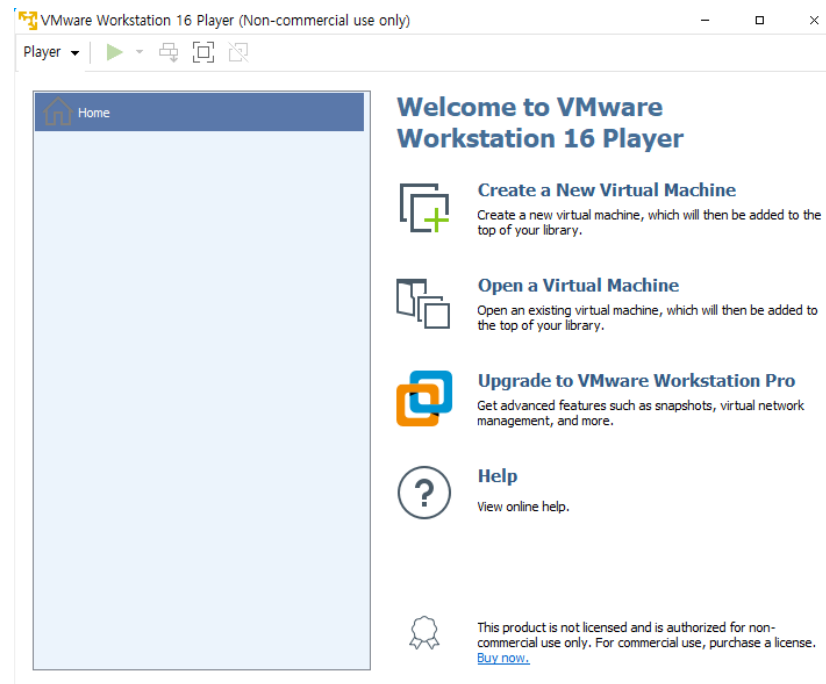 VMware Workstation 16 Player (Non-commercial use only)
Player
Home
Welcome to VMware
Workstation 16 Player
Create a New Virtual Machine
Create a new virtual machine, which will then be added to the
top of your library.
Open a Virtual Machine
Open an existing virtual machine, which will then be added to
the top of your library.
Upgrade to VMware Workstation Pro
Get advanced features such as snapshots, virtual network
management, and more.
?
Help
View online help.
This product is not licensed and is authorized for non-
commercial use only. For commercial use, purchase a license.
Buy now.